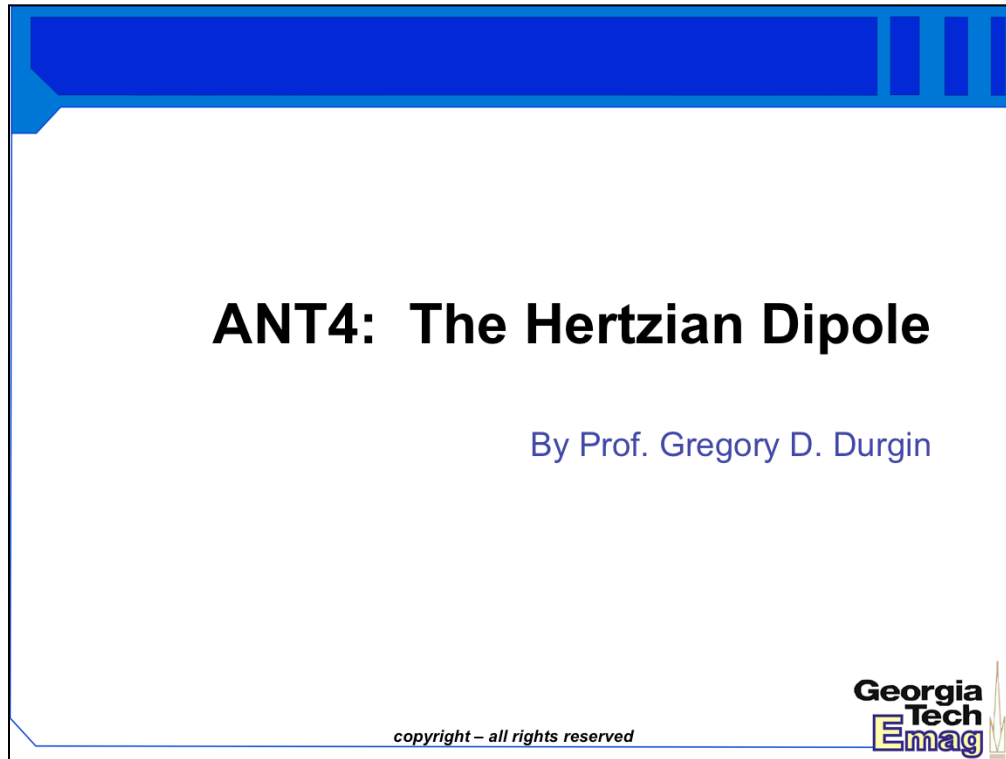 ANT4: The Hertzian Dipole
By Prof. Gregory D. Durgin
copyright – all rights reserved
Georgia
Tech
Emag